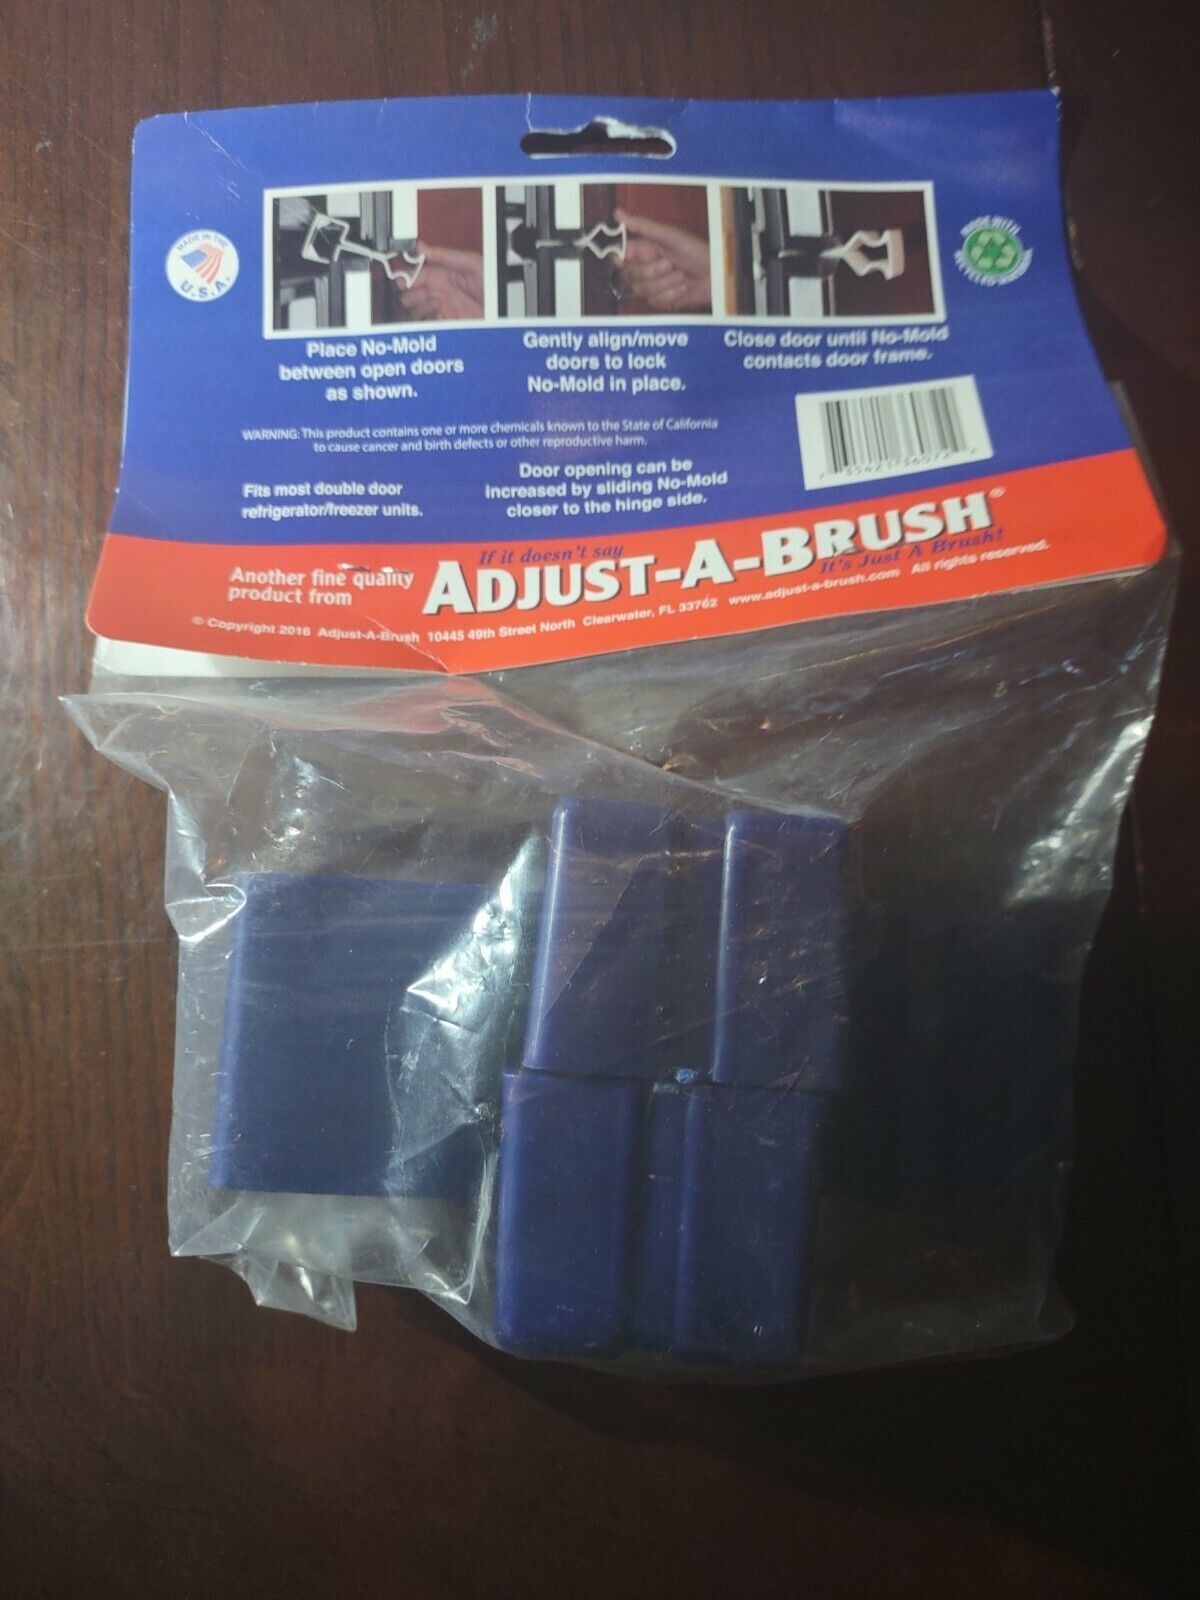 MADE IN THE
U.S.A.
MADE WITH
RECYCLED MATERIALS
Place No-Mold
between open doors
as shown.
Gently align/move
doors to lock
No-Mold in place.
Close door until No-Mold
contacts door frame.
WARNING: This product contains one or more chemicals known to the State of California
to cause cancer and birth defects or other reproductive harm.
Fits most double door
refrigerator/freezer units.
Door opening can be
increased by sliding No-Mold
closer to the hinge side.
If it doesn't say
Another fine quality
product from
ADJUST-A-BRUSH®
It's Just A Brush!
© Copyright 2016 Adjust-A-Brush 10445 49th Street North Clearwater, FL 33762 www.adjust-a-brush.com All rights reserved.